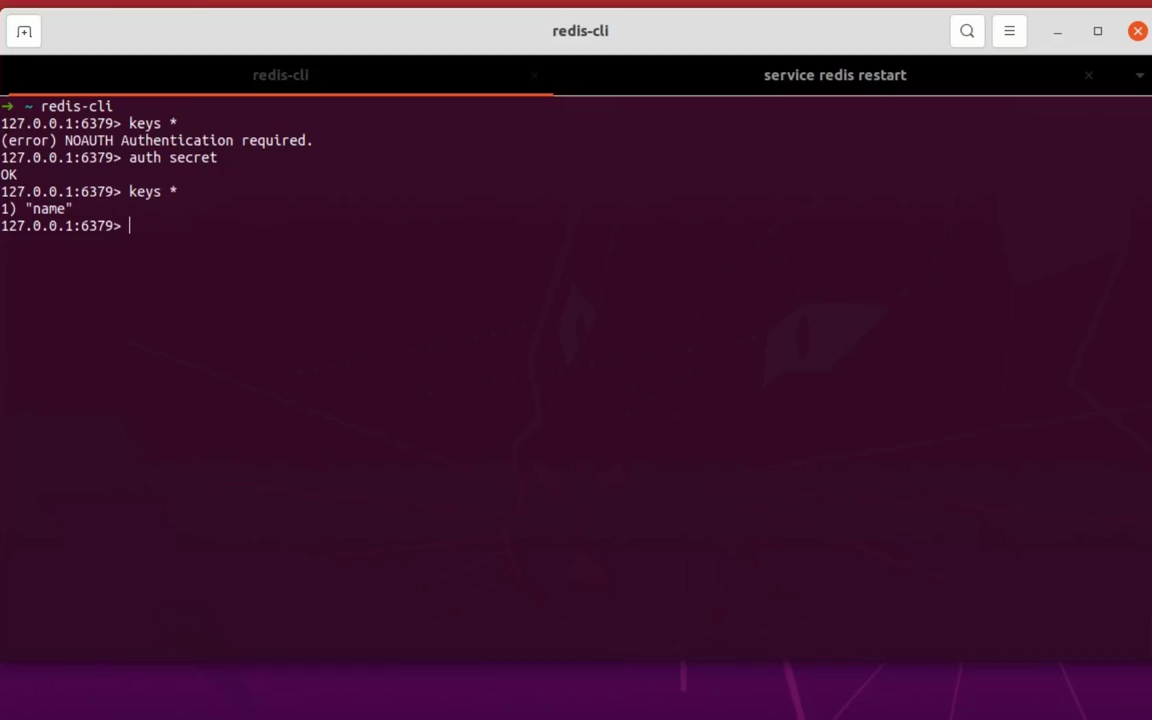 redis-cli
redis-cli
service redis restart
→ ~ redis-cli
127.0.0.1:6379> keys *
(error) NOAUTH Authentication required.
127.0.0.1:6379> auth secret
OK
127.0.0.1:6379> keys *
1) "name"
127.0.0.1:6379>